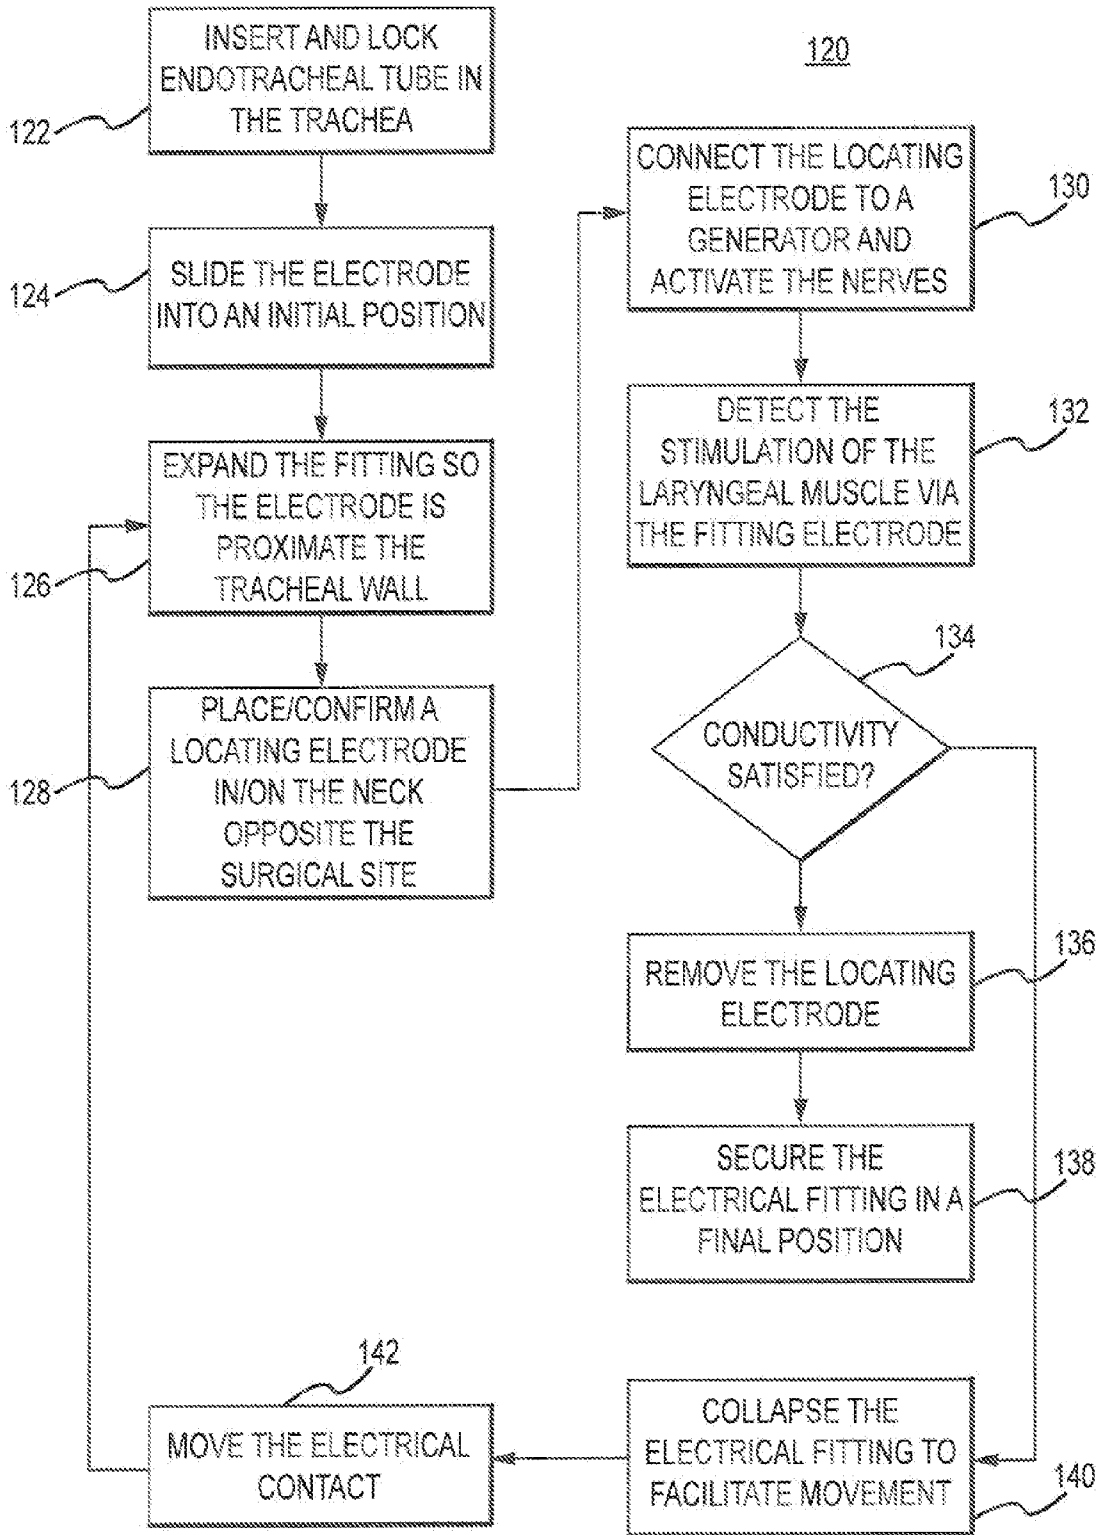 120
INSERT AND LOCK
ENDOTRACHEAL TUBE IN
THE TRACHEA
122
SLIDE THE ELECTRODE
INTO AN INITIAL POSITION
124
EXPAND THE FITTING SO
THE ELECTRODE IS
PROXIMATE THE
TRACHEAL WALL
126
PLACE/CONFIRM A
LOCATING ELECTRODE
IN/ON THE NECK
OPPOSITE THE
SURGICAL SITE
128
CONNECT THE LOCATING
ELECTRODE TO A
GENERATOR AND
ACTIVATE THE NERVES
130
DETECT THE
STIMULATION OF THE
LARYNGEAL MUSCLE VIA
THE FITTING ELECTRODE
132
CONDUCTIVITY
SATISFIED?
134
REMOVE THE LOCATING
ELECTRODE
136
SECURE THE
ELECTRICAL FITTING IN A
FINAL POSITION
138
COLLAPSE THE
ELECTRICAL FITTING TO
FACILITATE MOVEMENT
140
MOVE THE ELECTRICAL
CONTACT
142